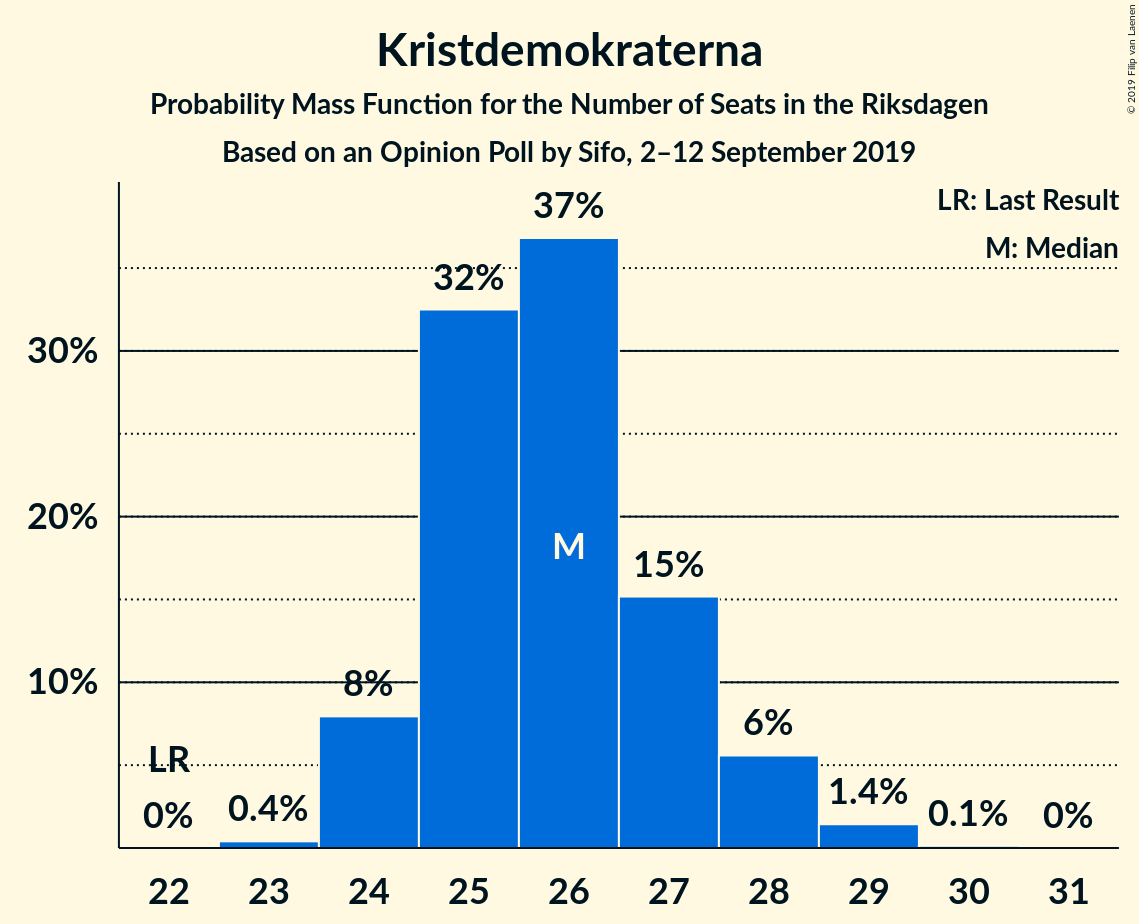 Kristdemokraterna
Probability Mass Function for the Number of Seats in the Riksdagen
Based on an Opinion Poll by Sifo, 2–12 September 2019
© 2019 Filip van Laenen
LR: Last Result
M: Median
37%
32%
30%
20%
M
15%
10%
8%
6%
LR
0%
0.4%
1.4%
0.1%
0%
22 23 24 25 26 27 28 29 30 31